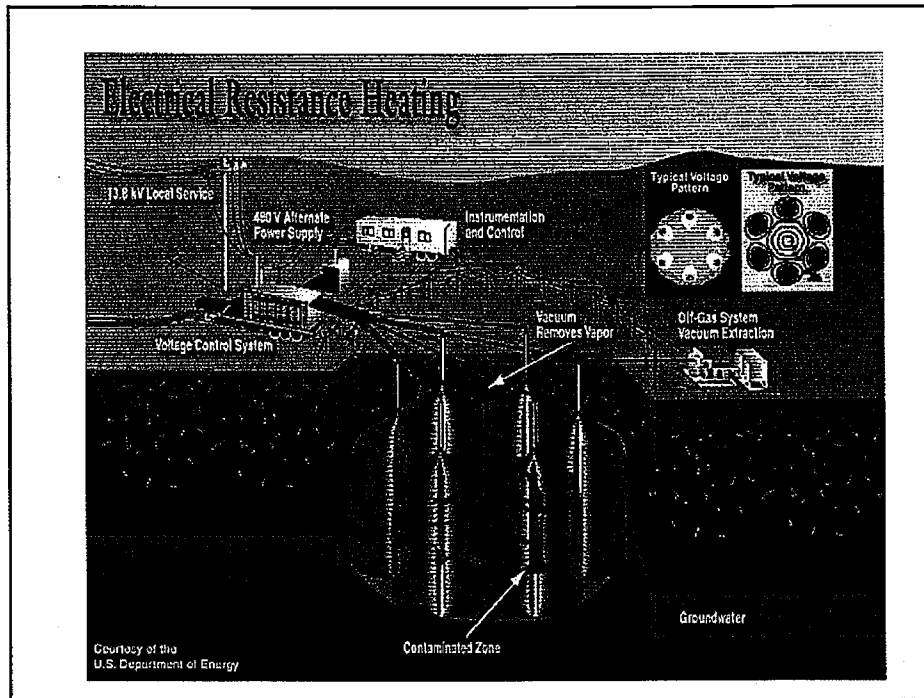 Electrical Resistance Heating
13.8 kV Local Service
480 V Alternate
Power Supply
Instrumentation
and Control
Typical Voltage
Pattern
Typical Voltage
Pattern
Voltage Control System
Vacuum
Removes Vapor
Off-Gas System
Vacuum Extraction
Groundwater
Contaminated Zone
Courtesy of the
U.S. Department of Energy